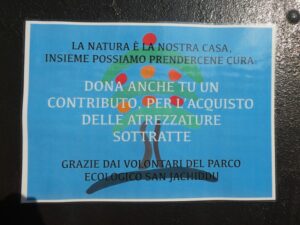 LA NATURA È LA NOSTRA CASA,
INSIEME POSSIAMO PRENDERCENE CURA.
DONA ANCHE TU UN
CONTRIBUTO, PER L'ACQUISTO
DELLE ATREZZATURE
SOTTRATTE
GRAZIE DAI VOLONTARI DEL PARCO
ECOLOGICO SAN JACHIDDU